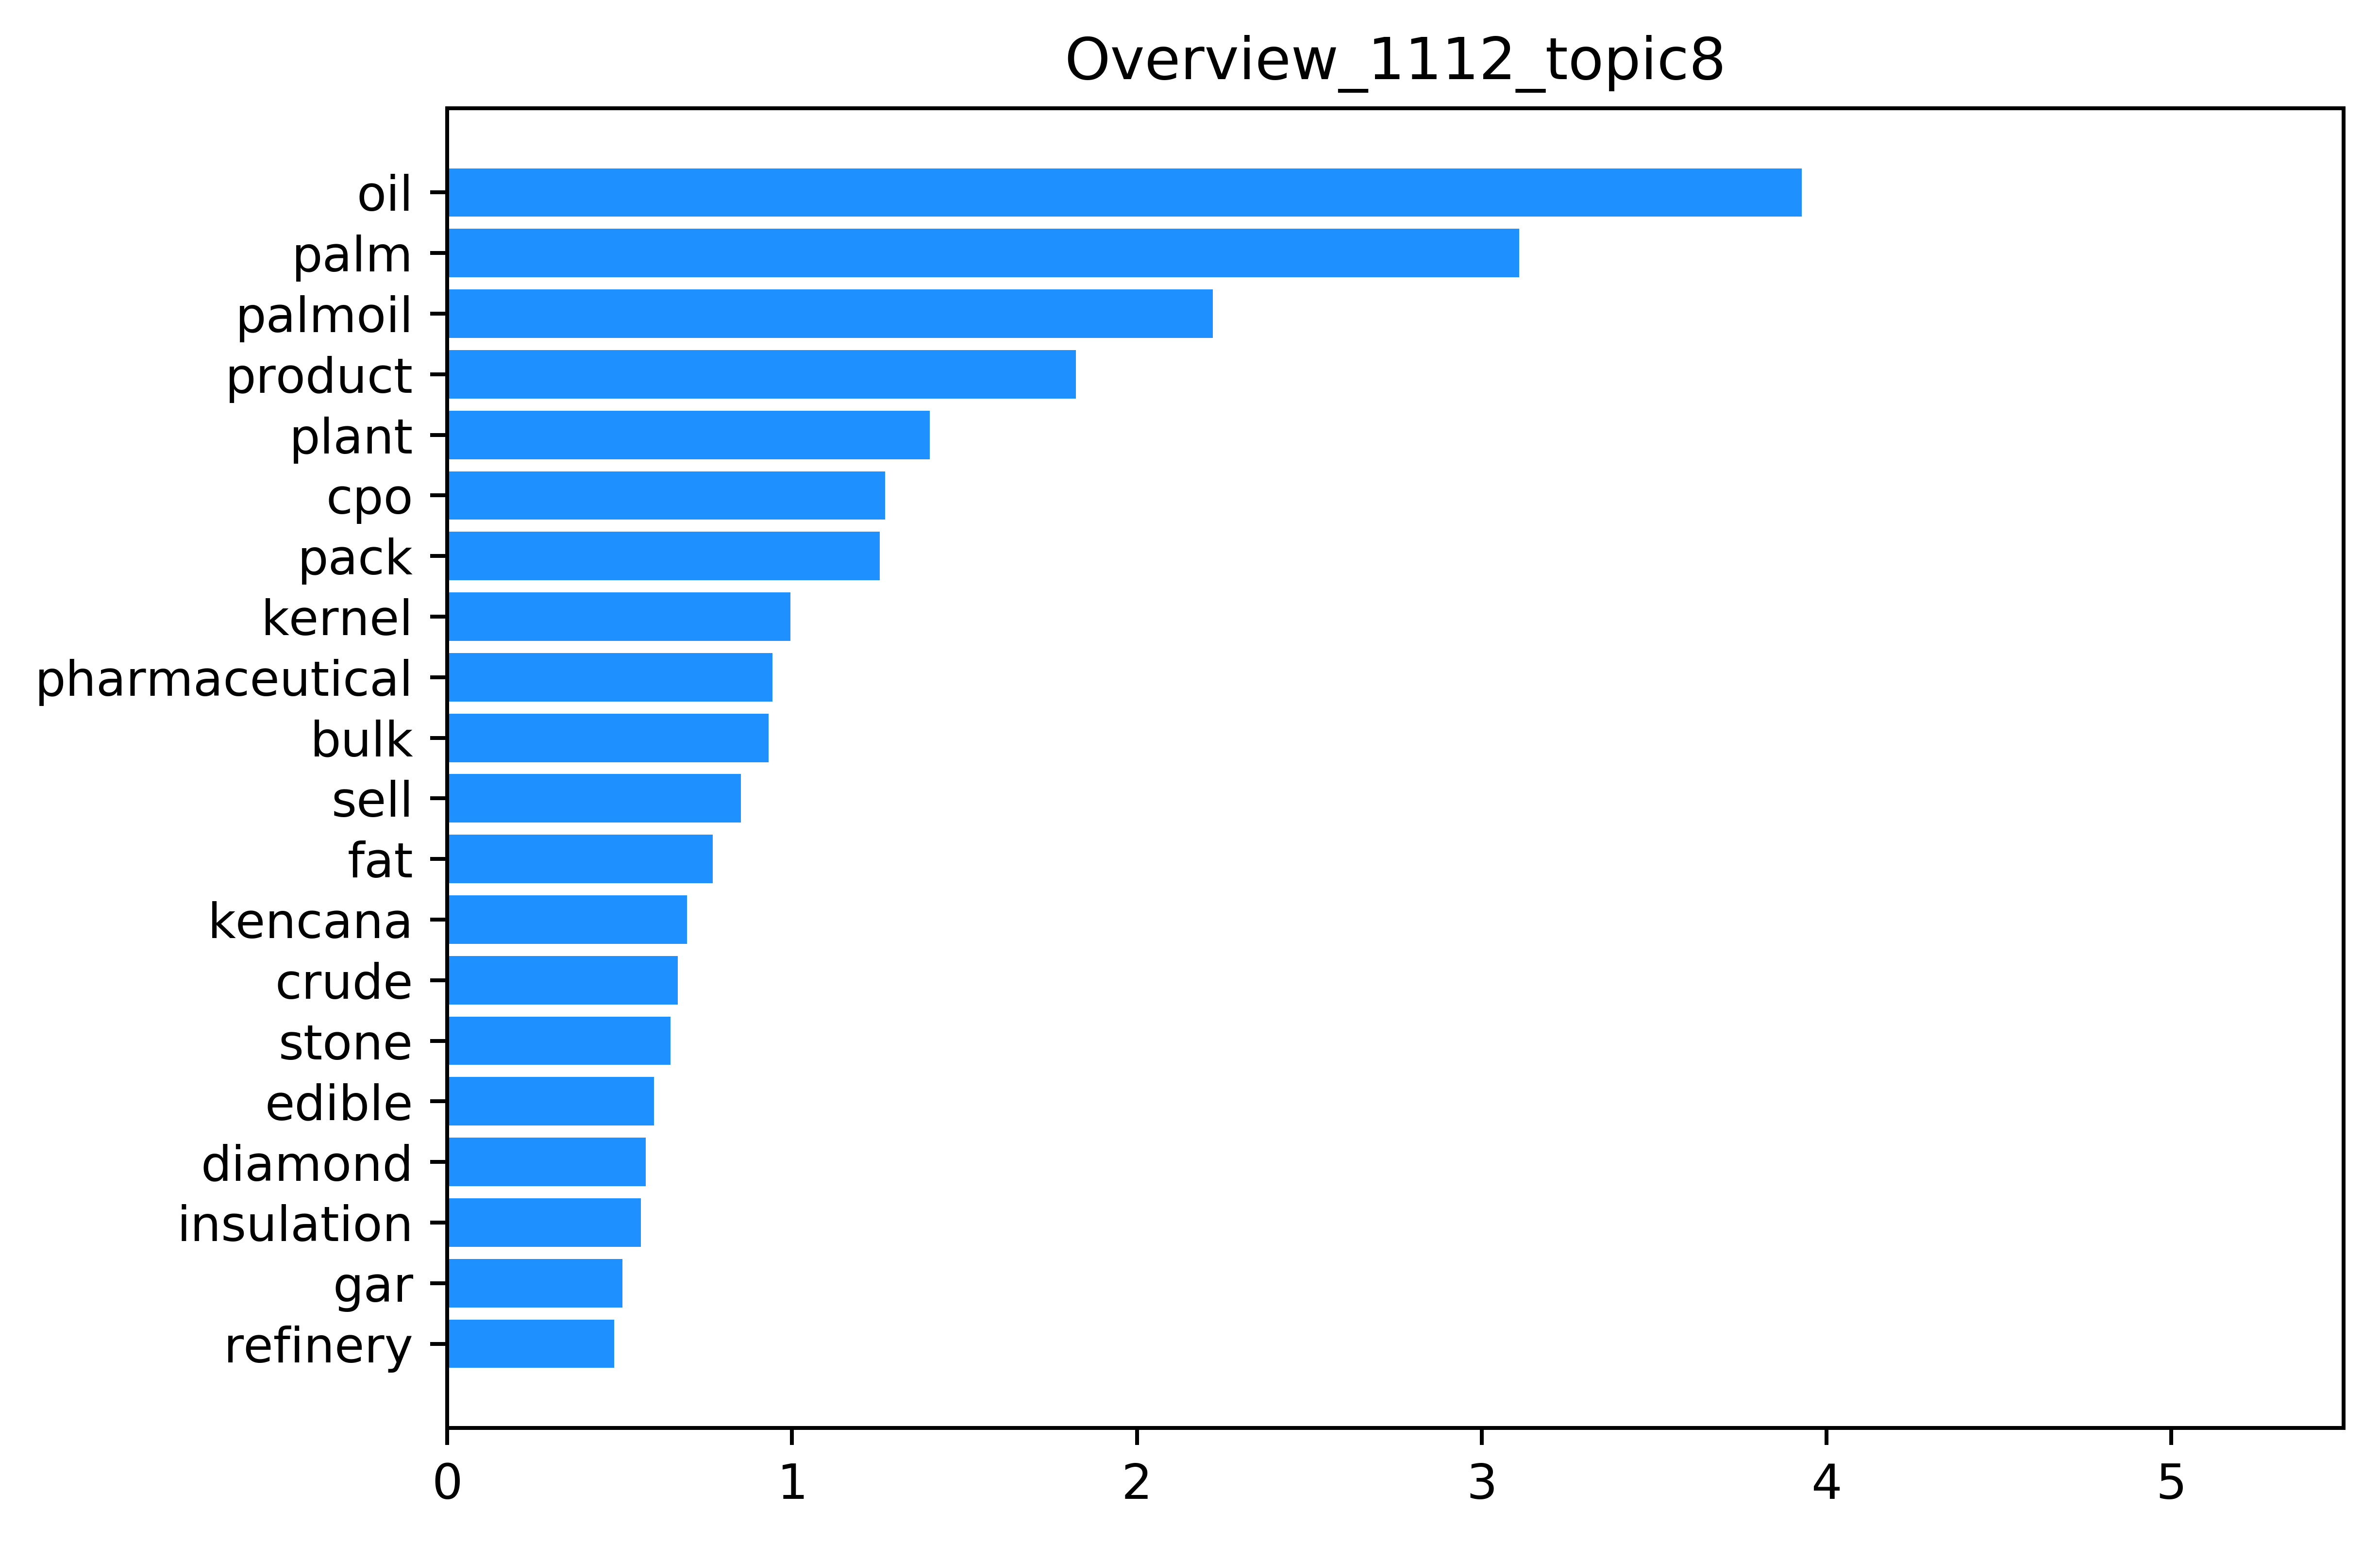 Overview_1112_topic8
oil
palm
palmoil
product
plant
cpo
pack
kernel
pharmaceutical
bulk
sell
fat
kencana
crude
stone
edible
diamond
insulation
gar
refinery
0 1 2 3 4 5